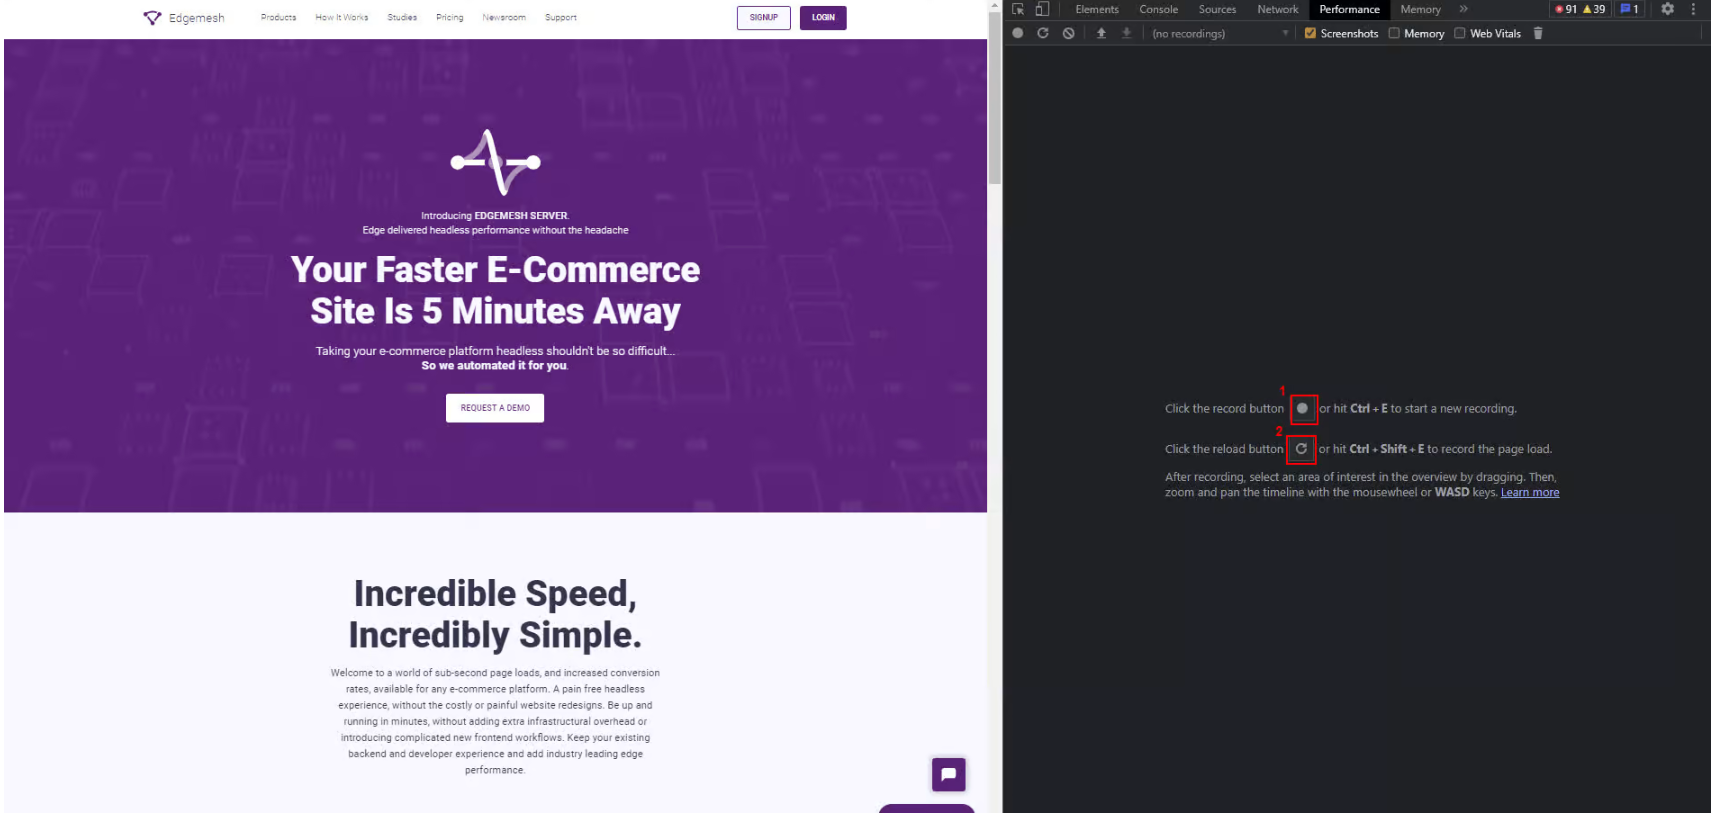 Edgemesh
Products How It Works Studies Pricing Newsroom Support
SIGNUP LOGIN
Introducing EDGEMESH SERVER.
Edge delivered headless performance without the headache
Your Faster E-Commerce
Site Is 5 Minutes Away
Taking your e-commerce platform headless shouldn't be so difficult...
So we automated it for you.
REQUEST A DEMO
Incredible Speed,
Incredibly Simple.
Welcome to a world of sub-second page loads, and increased conversion
rates, available for any e-commerce platform. A pain free headless
experience, without the costly or painful website redesigns. Be up and
running in minutes, without adding extra infrastructural overhead or
introducing complicated new frontend workflows. Keep your existing
backend and developer experience and add industry leading edge
performance.
Elements Console Sources Network Performance Memory » 91 39 1
(no recordings) Screenshots Memory Web Vitals
1
Click the record button or hit Ctrl + E to start a new recording.
2
Click the reload button or hit Ctrl + Shift + E to record the page load.
After recording, select an area of interest in the overview by dragging. Then,
zoom and pan the timeline with the mousewheel or WASD keys. Learn more